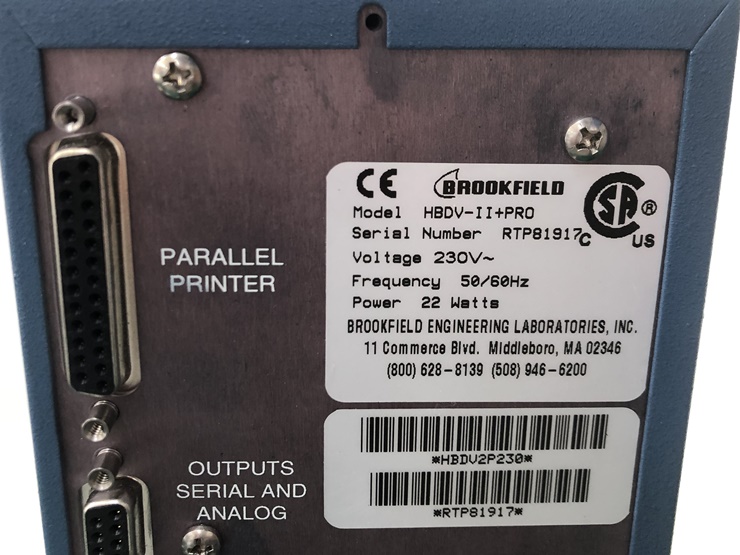 CE BROOKFIELD
Model HBDV-II+PRO
Serial Number RTP81917
Voltage 230V~
Frequency 50/60Hz
Power 22 Watts
BROOKFIELD ENGINEERING LABORATORIES, INC.
11 Commerce Blvd. Middleboro, MA 02346
(800) 628-8139 (508) 946-6200
C SA ® US
PARALLEL
PRINTER
*HBDV2P230*
*RTP81917*
OUTPUTS
SERIAL AND
ANALOG